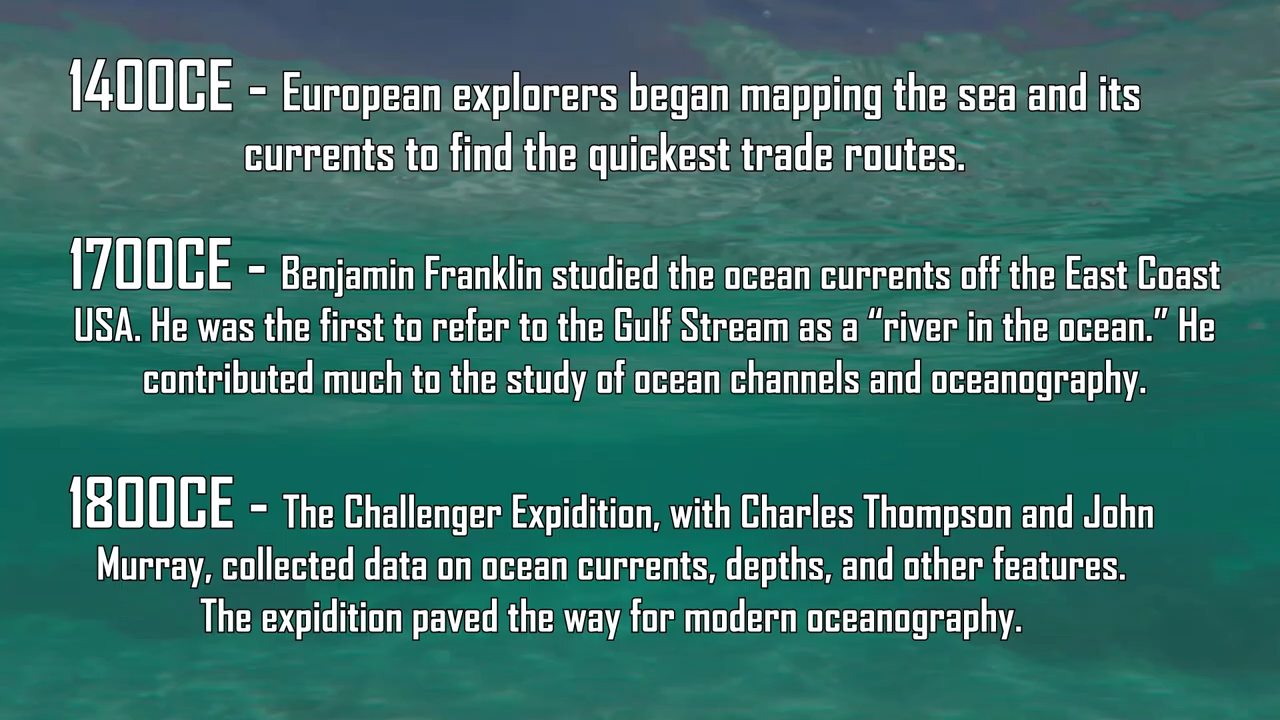 1400CE - European explorers began mapping the sea and its
currents to find the quickest trade routes.
1700CE - Benjamin Franklin studied the ocean currents off the East Coast
USA. He was the first to refer to the Gulf Stream as a “river in the ocean.” He
contributed much to the study of ocean channels and oceanography.
1800CE - The Challenger Expidition, with Charles Thompson and John
Murray, collected data on ocean currents, depths, and other features.
The expidition paved the way for modern oceanography.